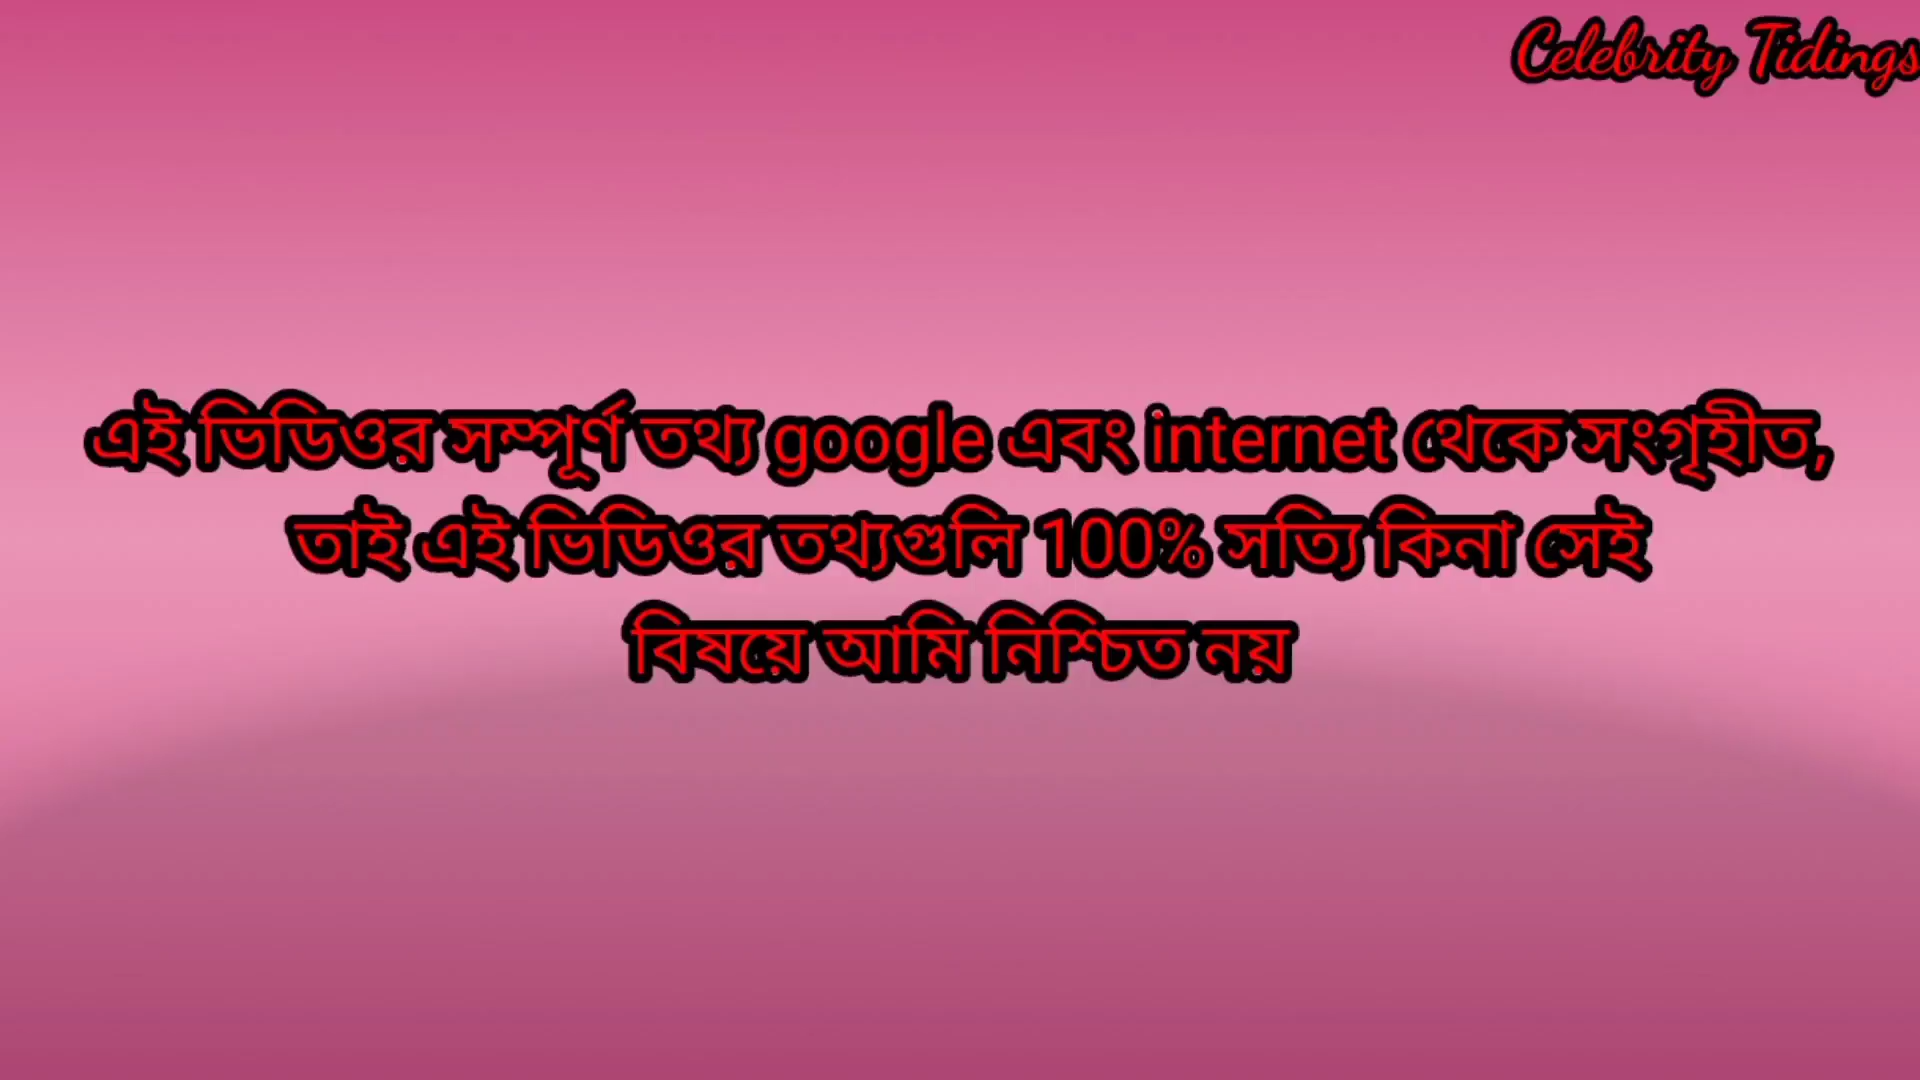 Celebrity Tidings
এই ভিডিওর সম্পূর্ণ তথ্য google এবং internet থেকে সংগৃহীত,
তাই এই ভিডিওর তথ্যগুলি 100% সত্যি কিনা সেই
বিষয়ে আমি নিশ্চিত নয়